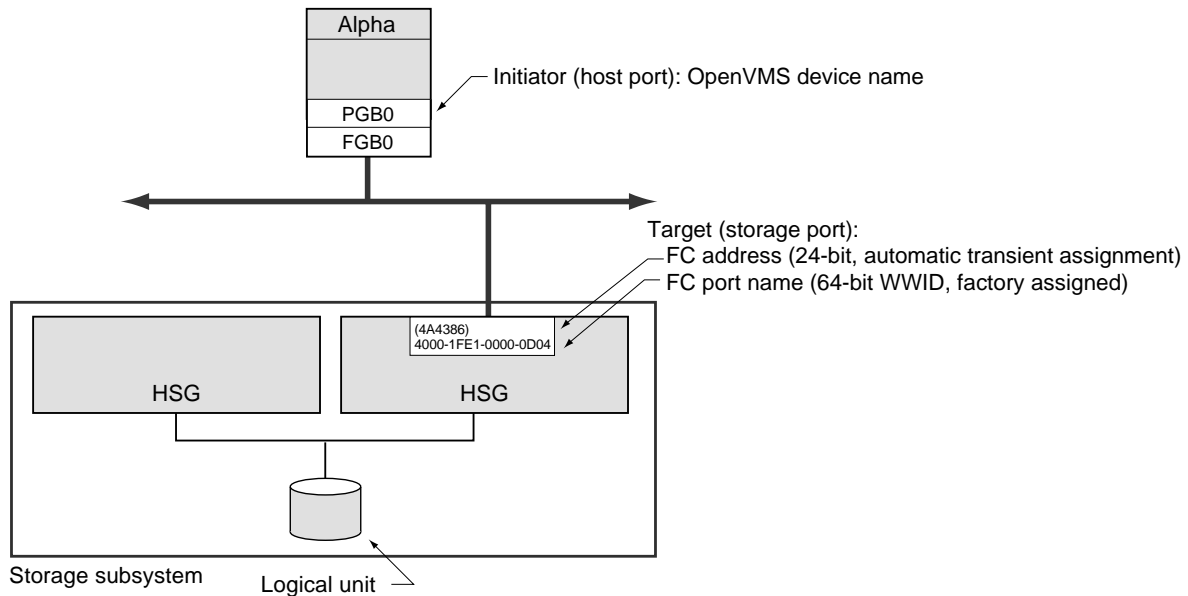 Alpha
Initiator (host port): OpenVMS device name
PGB0
FGB0
Target (storage port):
FC address (24-bit, automatic transient assignment)
FC port name (64-bit WWID, factory assigned)
(4A4386)
4000-1FE1-0000-0D04
HSG
HSG
Storage subsystem
Logical unit